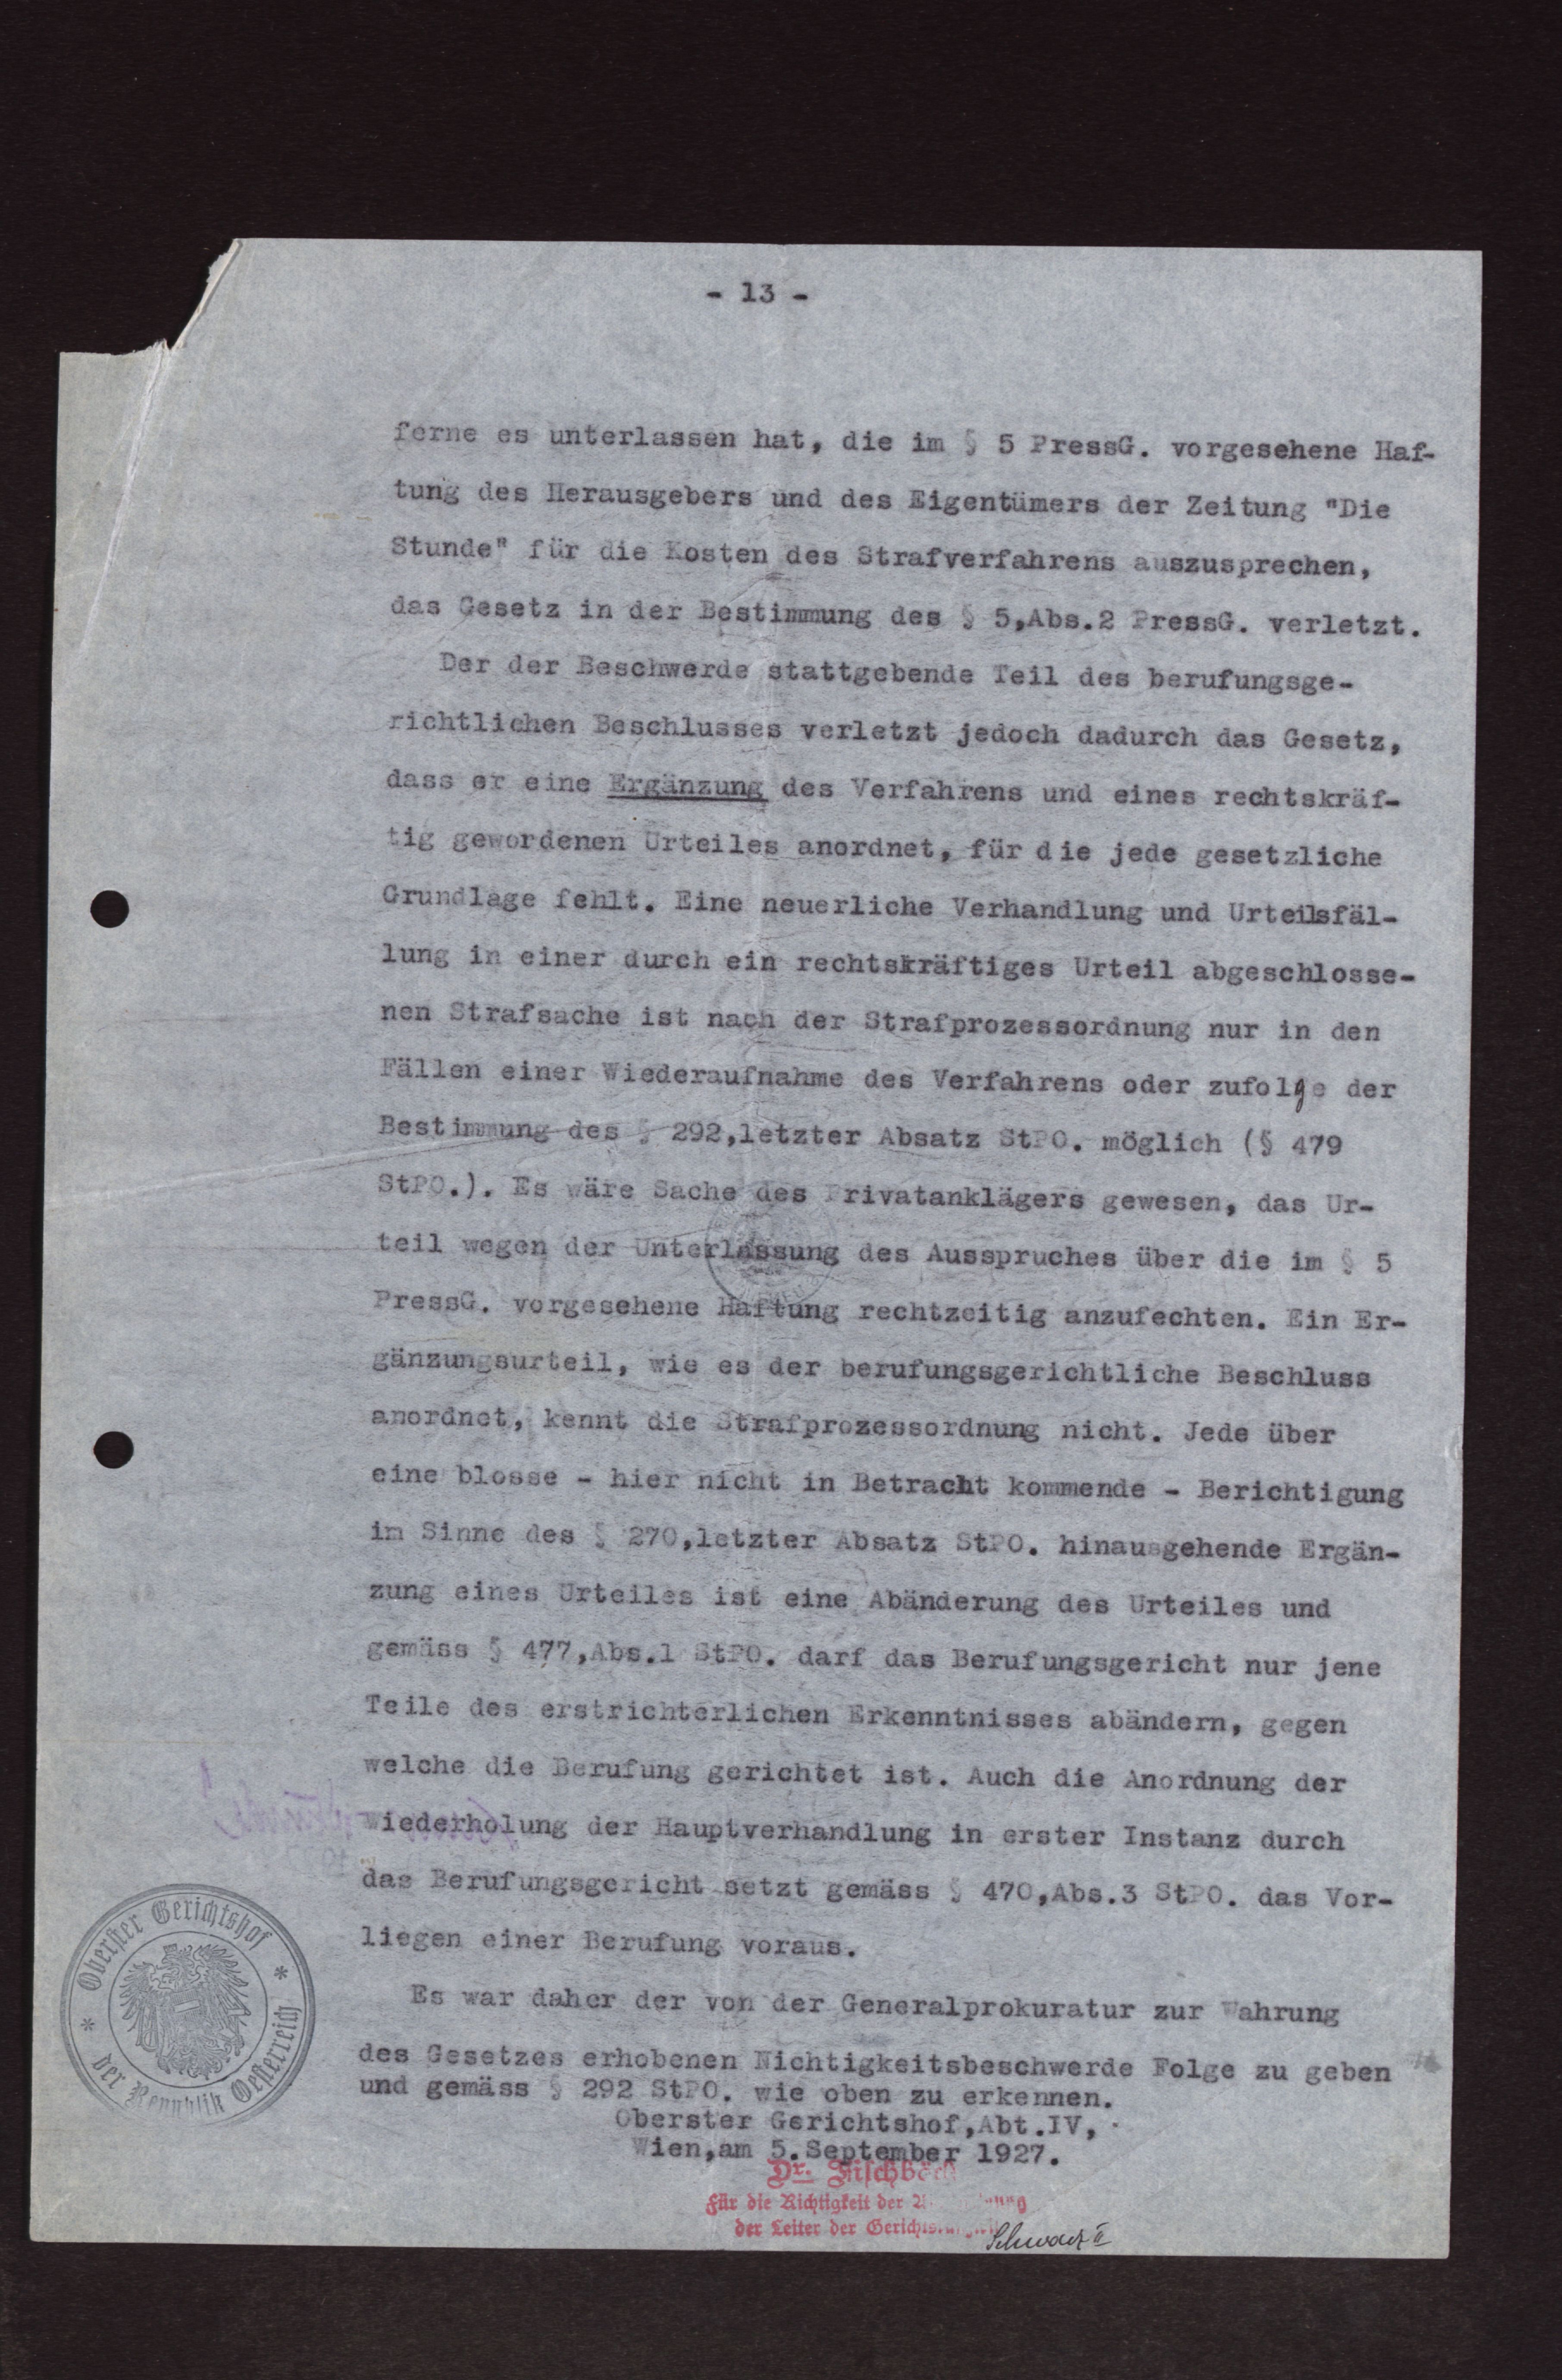 - 13 -
ferne es unterlassen hat, die im § 5 PressG. vorgesehene Haf-
tung des Herausgebers und des Eigentümers der Zeitung "Die
Stunde" für die Kosten des Strafverfahrens auszusprechen,
das Gesetz in der Bestimmung des § 5,Abs.2 PressG. verletzt.
Der der Beschwerde stattgebende Teil des berufungsge-
richtlichen Beschlusses verletzt jedoch dadurch das Gesetz,
dass er eine Ergänzung des Verfahrens und eines rechtskräf-
tig gewordenen Urteiles anordnet, für die jede gesetzliche
Grundlage fehlt. Eine neuerliche Verhandlung und Urteilsfäl-
lung in einer durch ein rechtskräftiges Urteil abgeschlosse-
nen Strafsache ist nach der Strafprozessordnung nur in den
Fällen einer Wiederaufnahme des Verfahrens oder zufolge der
Bestimmung des § 292,letzter Absatz StPO. möglich (§ 479
StPO.). Es wäre Sache des Privatanklägers gewesen, das Ur-
teil wegen der Unterlassung des Ausspruches über die im § 5
PressG. vorgesehene Haftung rechtzeitig anzufechten. Ein Er-
gänzungsurteil, wie es der berufungsgerichtliche Beschluss
anordnet, kennt die Strafprozessordnung nicht. Jede über
eine blosse - hier nicht in Betracht kommende - Berichtigung
im Sinne des § 270,letzter Absatz StPO. hinausgehende Ergän-
zung eines Urteiles ist eine Abänderung des Urteiles und
gemäss § 477,Abs.1 StPO. darf das Berufungsgericht nur jene
Teile des erstrichterlichen Erkenntnisses abändern, gegen
welche die Berufung gerichtet ist. Auch die Anordnung der
Wiederholung der Hauptverhandlung in erster Instanz durch
das Berufungsgericht setzt gemäss § 470,Abs.3 StPO. das Vor-
liegen einer Berufung voraus.
Es war daher der von der Generalprokuratur zur Wahrung
des Gesetzes erhobenen Nichtigkeitsbeschwerde Folge zu geben
und gemäss § 292 StPO. wie oben zu erkennen.
Oberster Gerichtshof,Abt.IV,
Wien,am 5.September 1927.
Dr. Fischböck
Für die Richtigkeit der
der Leiter der
Schwarz II
* Oberster Gerichtshof *
der Republik Oesterreich